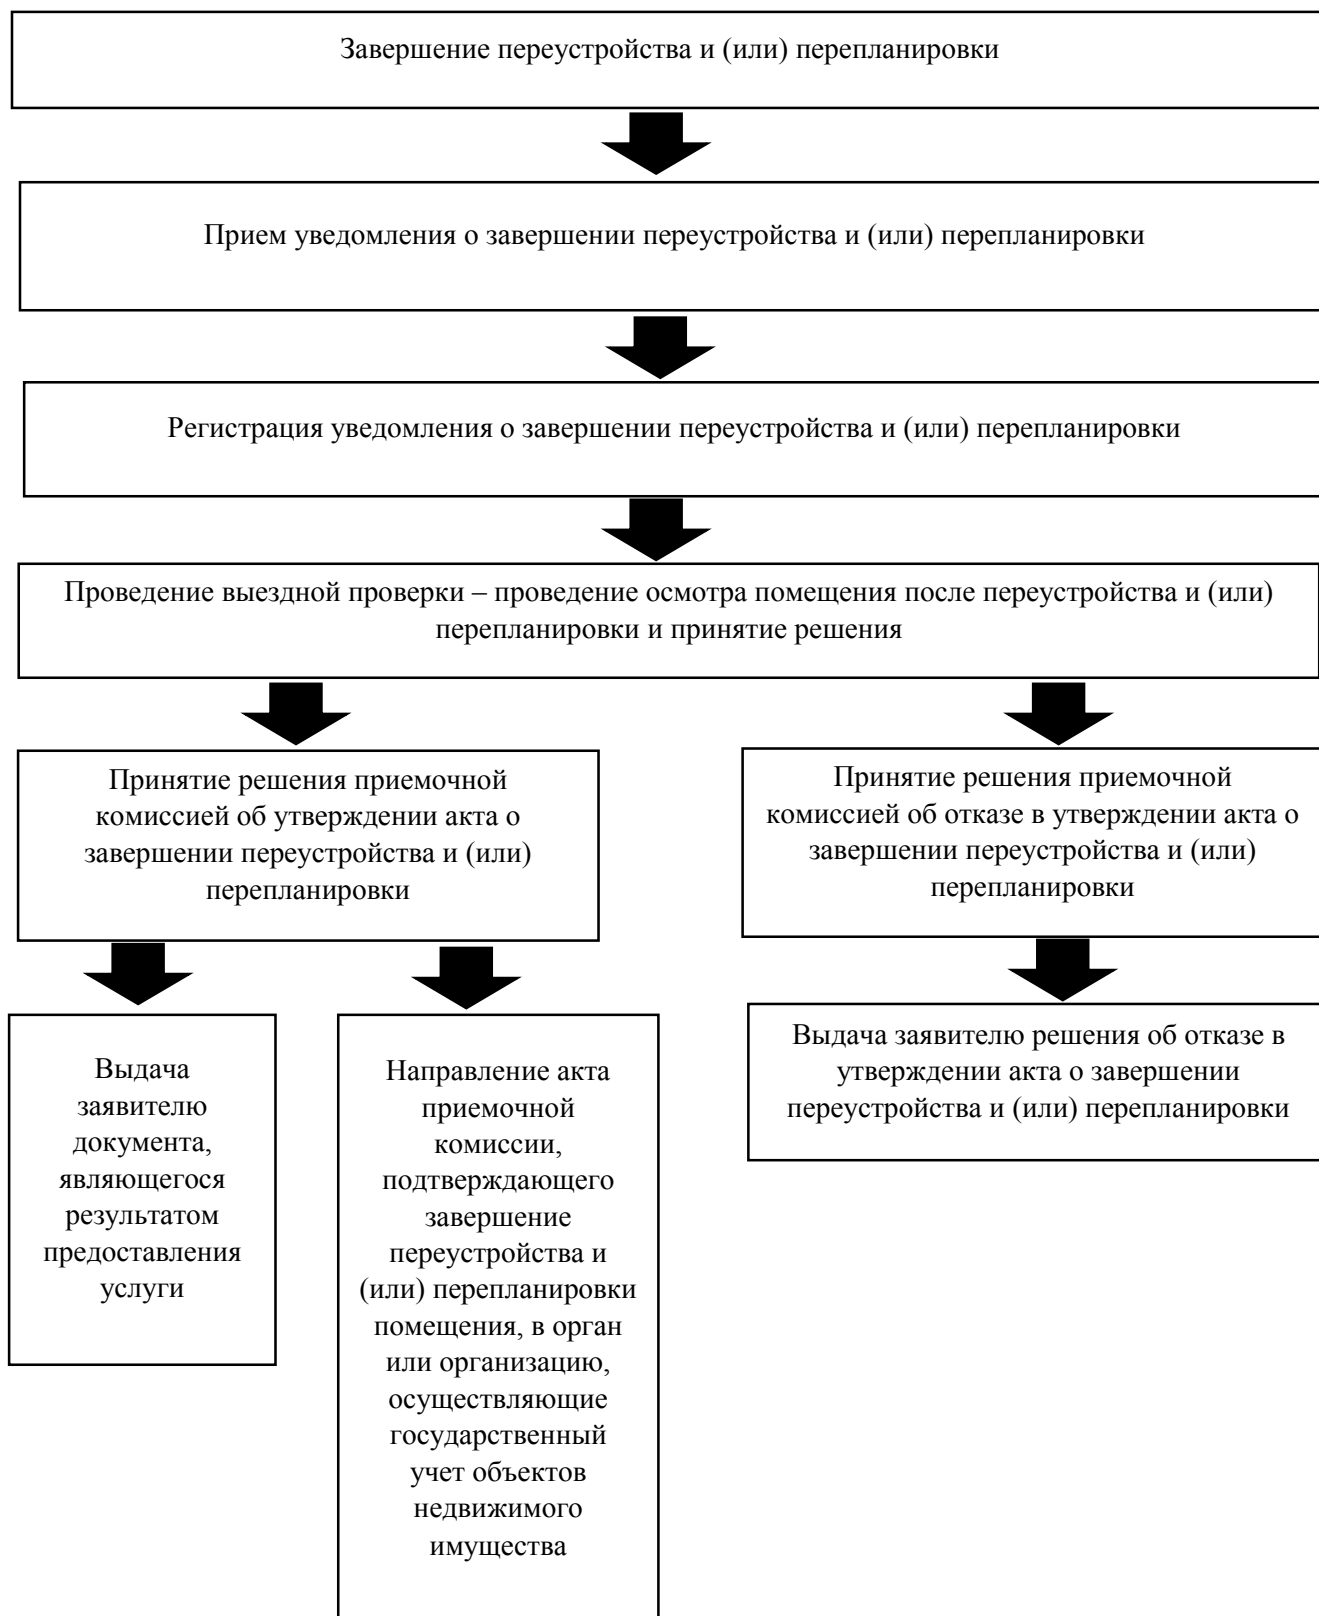 Завершение переустройства и (или) перепланировки
Прием уведомления о завершении переустройства и (или) перепланировки
Регистрация уведомления о завершении переустройства и (или) перепланировки
Проведение выездной проверки – проведение осмотра помещения после переустройства и (или)
перепланировки и принятие решения
Принятие решения приемочной
комиссией об утверждении акта о
завершении переустройства и (или)
перепланировки
Принятие решения приемочной
комиссией об отказе в утверждении акта о
завершении переустройства и (или)
перепланировки
Выдача
заявителю
документа,
являющегося
результатом
предоставления
услуги
Направление акта
приемочной
комиссии,
подтверждающего
завершение
переустройства и
(или) перепланировки
помещения, в орган
или организацию,
осуществляющие
государственный
учет объектов
недвижимого
имущества
Выдача заявителю решения об отказе в
утверждении акта о завершении
переустройства и (или) перепланировки